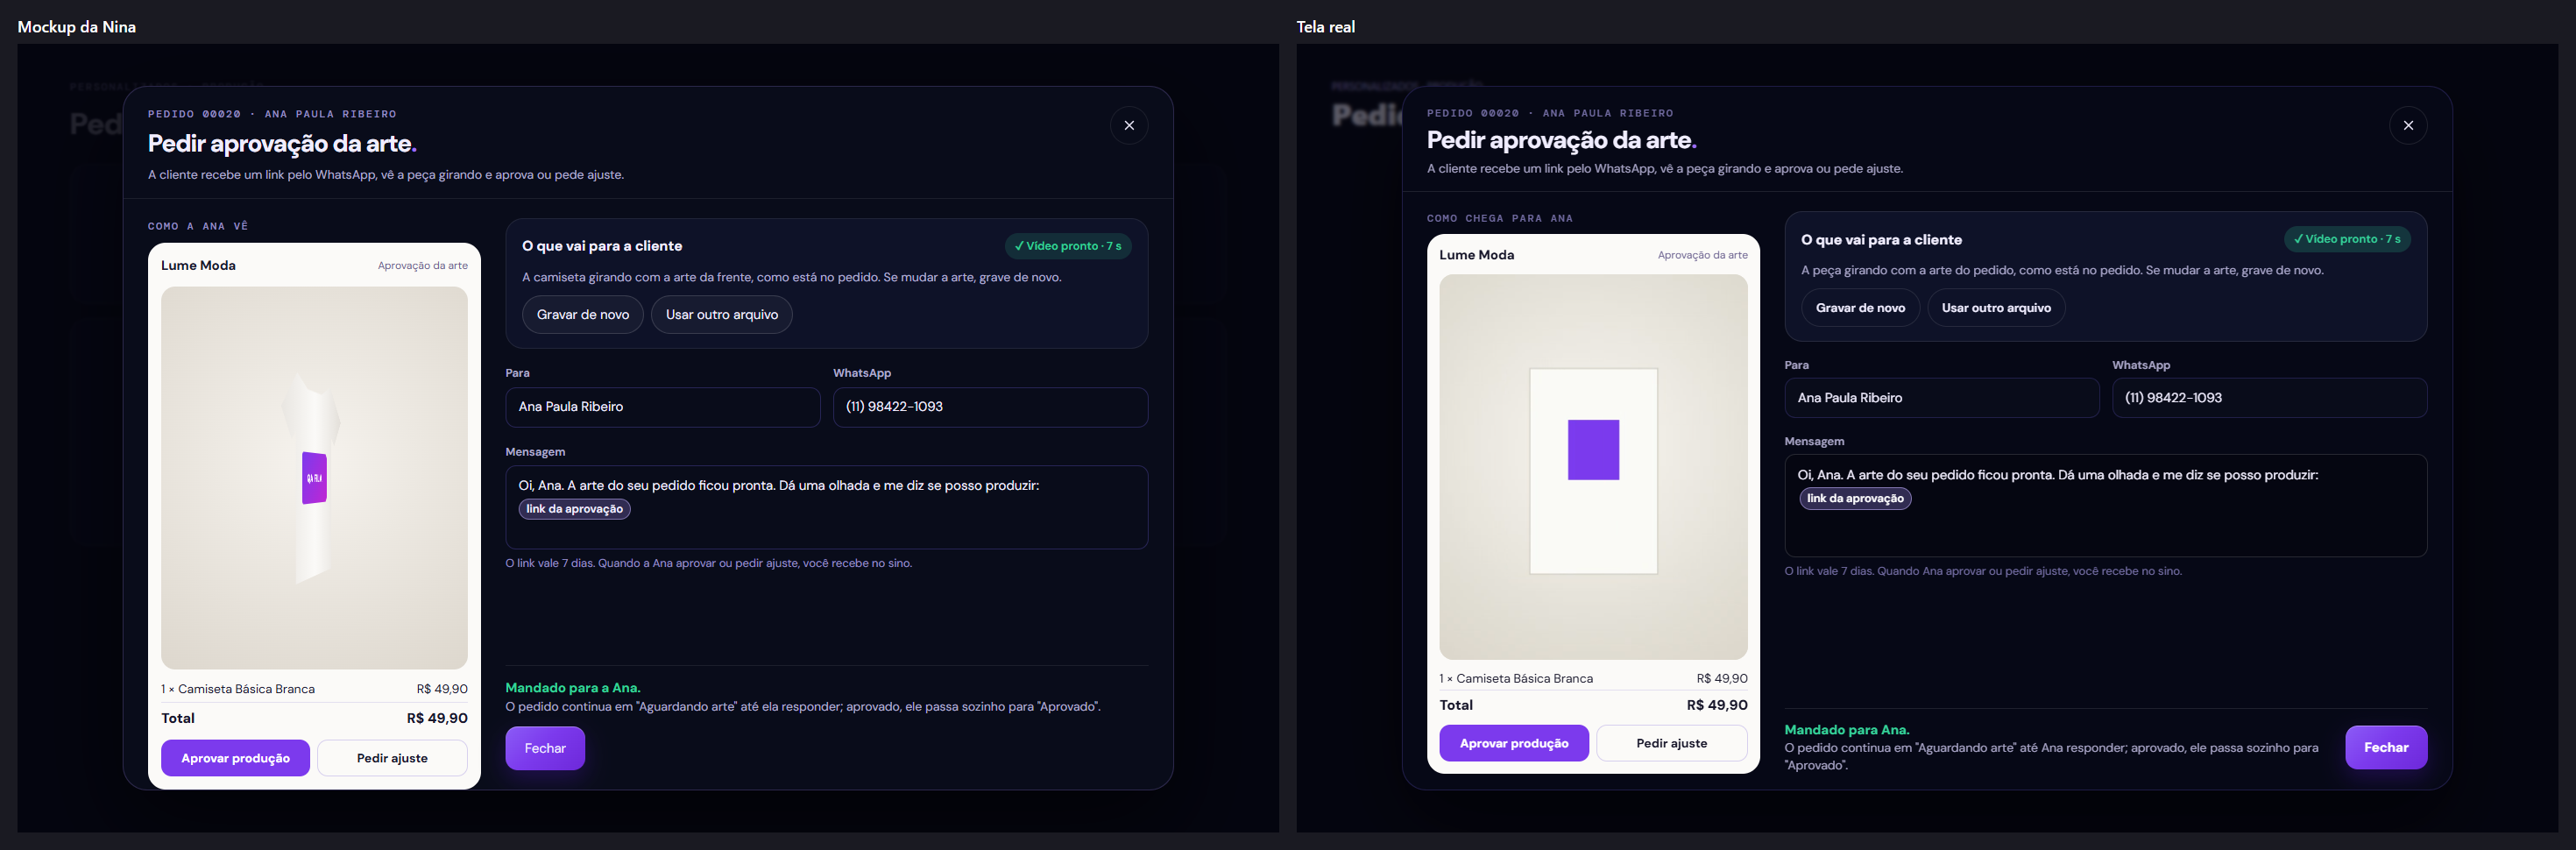 Mockup da Nina
PERSONALIZADOS · PRODUÇÃO
Ped
PEDIDO 00020 · ANA PAULA RIBEIRO
Pedir aprovação da arte.
A cliente recebe um link pelo WhatsApp, vê a peça girando e aprova ou pede ajuste.
COMO A ANA VÊ
Lume Moda
Aprovação da arte
1 × Camiseta Básica Branca
R$ 49,90
Total
R$ 49,90
Aprovar produção
Pedir ajuste
O que vai para a cliente
✓ Vídeo pronto · 7 s
A camiseta girando com a arte da frente, como está no pedido. Se mudar a arte, grave de novo.
Gravar de novo
Usar outro arquivo
Para
WhatsApp
Ana Paula Ribeiro
(11) 98422-1093
Mensagem
Oi, Ana. A arte do seu pedido ficou pronta. Dá uma olhada e me diz se posso produzir:
link da aprovação
O link vale 7 dias. Quando a Ana aprovar ou pedir ajuste, você recebe no sino.
Mandado para a Ana.
O pedido continua em "Aguardando arte" até ela responder; aprovado, ele passa sozinho para "Aprovado".
Fechar
Tela real
PERSONALIZADOS · PRODUÇÃO
Pedi
PEDIDO 00020 · ANA PAULA RIBEIRO
Pedir aprovação da arte.
A cliente recebe um link pelo WhatsApp, vê a peça girando e aprova ou pede ajuste.
COMO CHEGA PARA ANA
Lume Moda
Aprovação da arte
1 × Camiseta Básica Branca
R$ 49,90
Total
R$ 49,90
Aprovar produção
Pedir ajuste
O que vai para a cliente
✓ Vídeo pronto · 7 s
A peça girando com a arte do pedido, como está no pedido. Se mudar a arte, grave de novo.
Gravar de novo
Usar outro arquivo
Para
WhatsApp
Ana Paula Ribeiro
(11) 98422-1093
Mensagem
Oi, Ana. A arte do seu pedido ficou pronta. Dá uma olhada e me diz se posso produzir:
link da aprovação
O link vale 7 dias. Quando Ana aprovar ou pedir ajuste, você recebe no sino.
Mandado para Ana.
O pedido continua em "Aguardando arte" até Ana responder; aprovado, ele passa sozinho para
"Aprovado".
Fechar